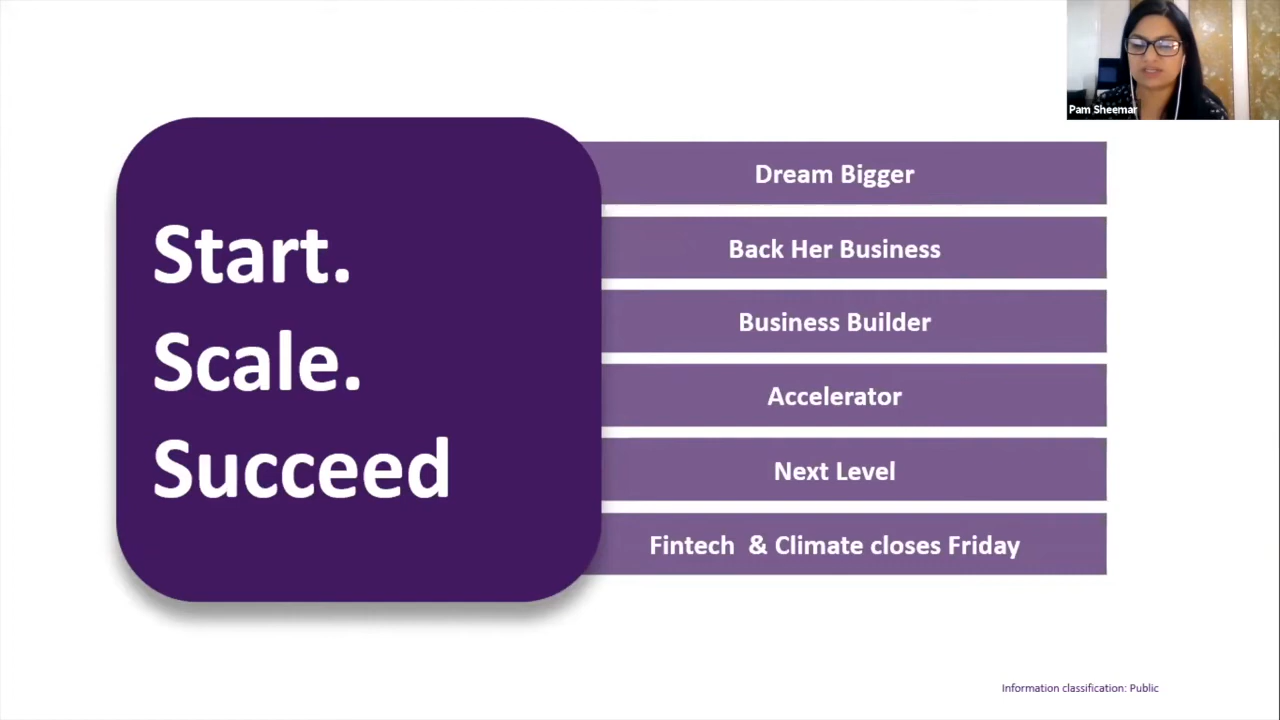 Pam Sheemar
Start.
Scale.
Succeed
Dream Bigger
Back Her Business
Business Builder
Accelerator
Next Level
Fintech  & Climate closes Friday
Information classification: Public